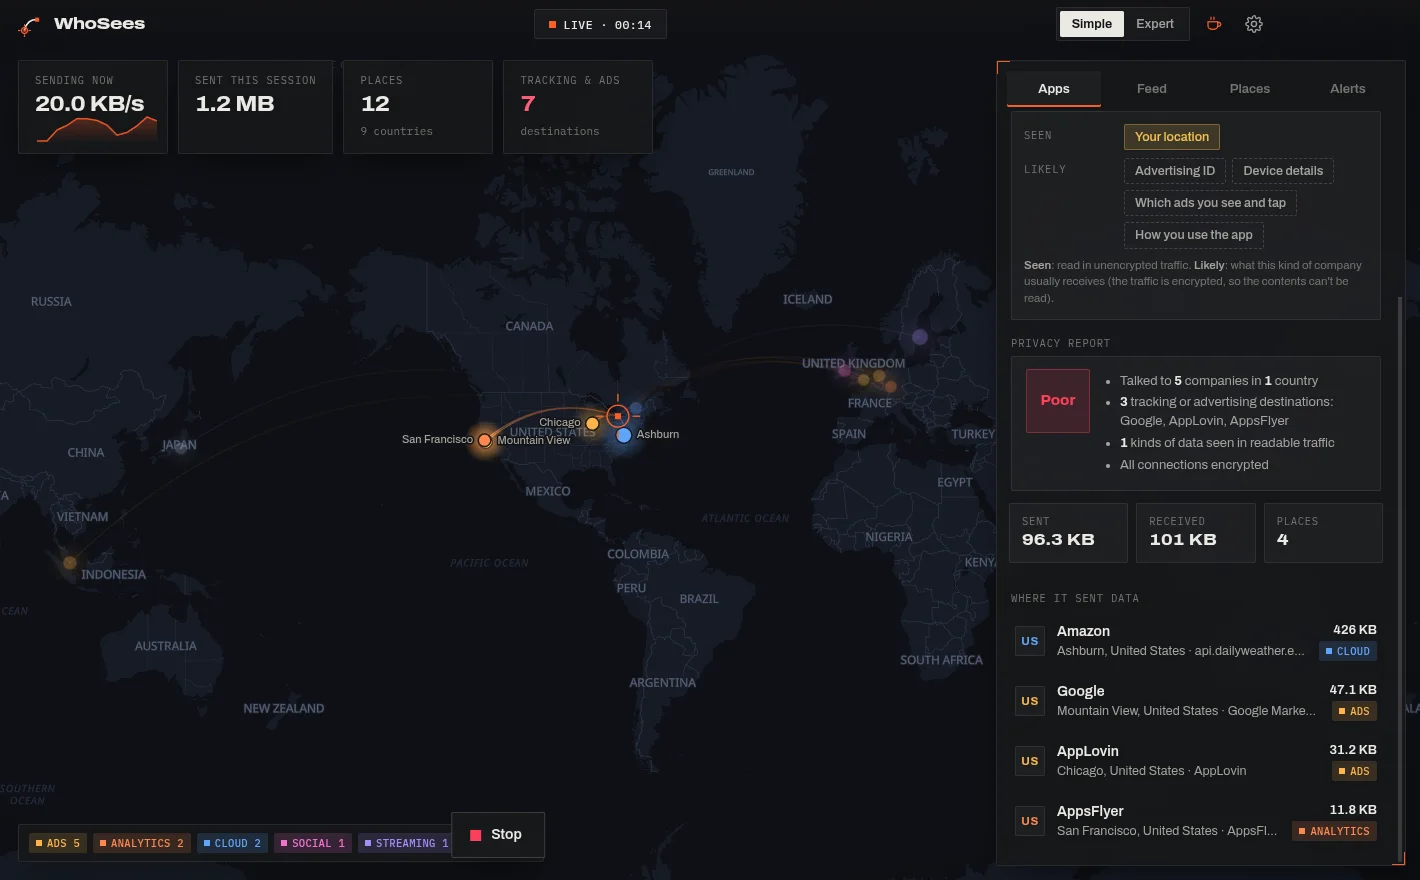 WhoSees
LIVE · 00:14
Simple
Expert
SENDING NOW
20.0 KB/s
SENT THIS SESSION
1.2 MB
PLACES
12
9 countries
TRACKING & ADS
7
destinations
Apps
Feed
Places
Alerts
SEEN
Your location
LIKELY
Advertising ID
Device details
Which ads you see and tap
How you use the app
Seen: read in unencrypted traffic. Likely: what this kind of company
usually receives (the traffic is encrypted, so the contents can't be
read).
PRIVACY REPORT
Poor
Talked to 5 companies in 1 country
3 tracking or advertising destinations:
Google, AppLovin, AppsFlyer
1 kinds of data seen in readable traffic
All connections encrypted
SENT
96.3 KB
RECEIVED
101 KB
PLACES
4
WHERE IT SENT DATA
US
Amazon
426 KB
Ashburn, United States · api.dailyweather.e...
CLOUD
US
Google
47.1 KB
Mountain View, United States · Google Marke...
ADS
US
AppLovin
31.2 KB
Chicago, United States · AppLovin
ADS
US
AppsFlyer
11.8 KB
San Francisco, United States · AppsFl...
ANALYTICS
GREENLAND
RUSSIA
ICELAND
CANADA
UNITED KINGDOM
FRANCE
Chicago
UNITED STATES
San Francisco
Mountain View
Ashburn
SPAIN
TURKEY
JAPAN
CHINA
EGYPT
MEXICO
VIETNAM
ATLANTIC OCEAN
NIGERIA
COLOMBIA
PACIFIC OCEAN
KENYA
INDONESIA
PERU
BRAZIL
CEAN
AUSTRALIA
SOUTH AFRICA
ARGENTINA
NEW ZEALAND
SOUTHERN
OCEAN
ADS 5
ANALYTICS 2
CLOUD 2
SOCIAL 1
STREAMING 1
Stop